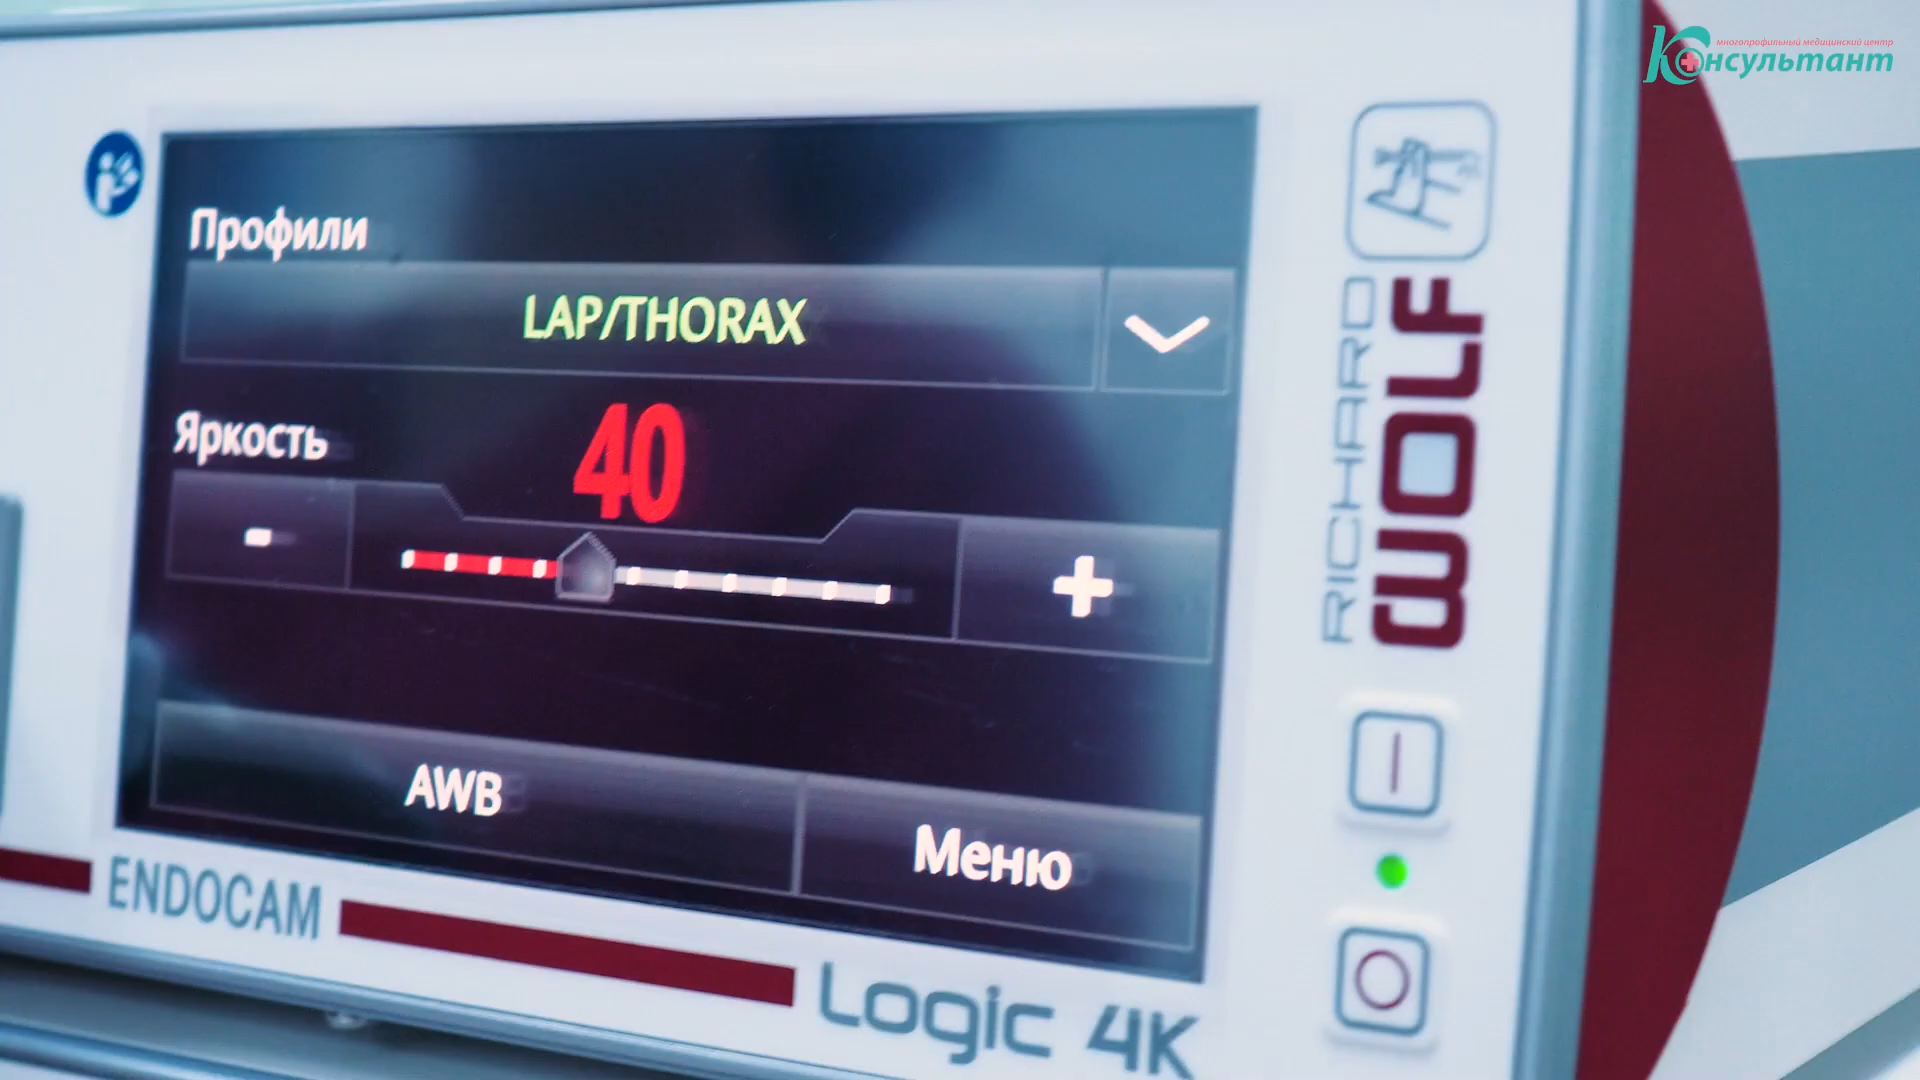 многопрофильный медицинский центр
Консультант
Профили
LAP/THORAX
Яркость
40
-
+
AWB
Меню
ENDOCAM
Logic 4K
RICHARD
WOLF